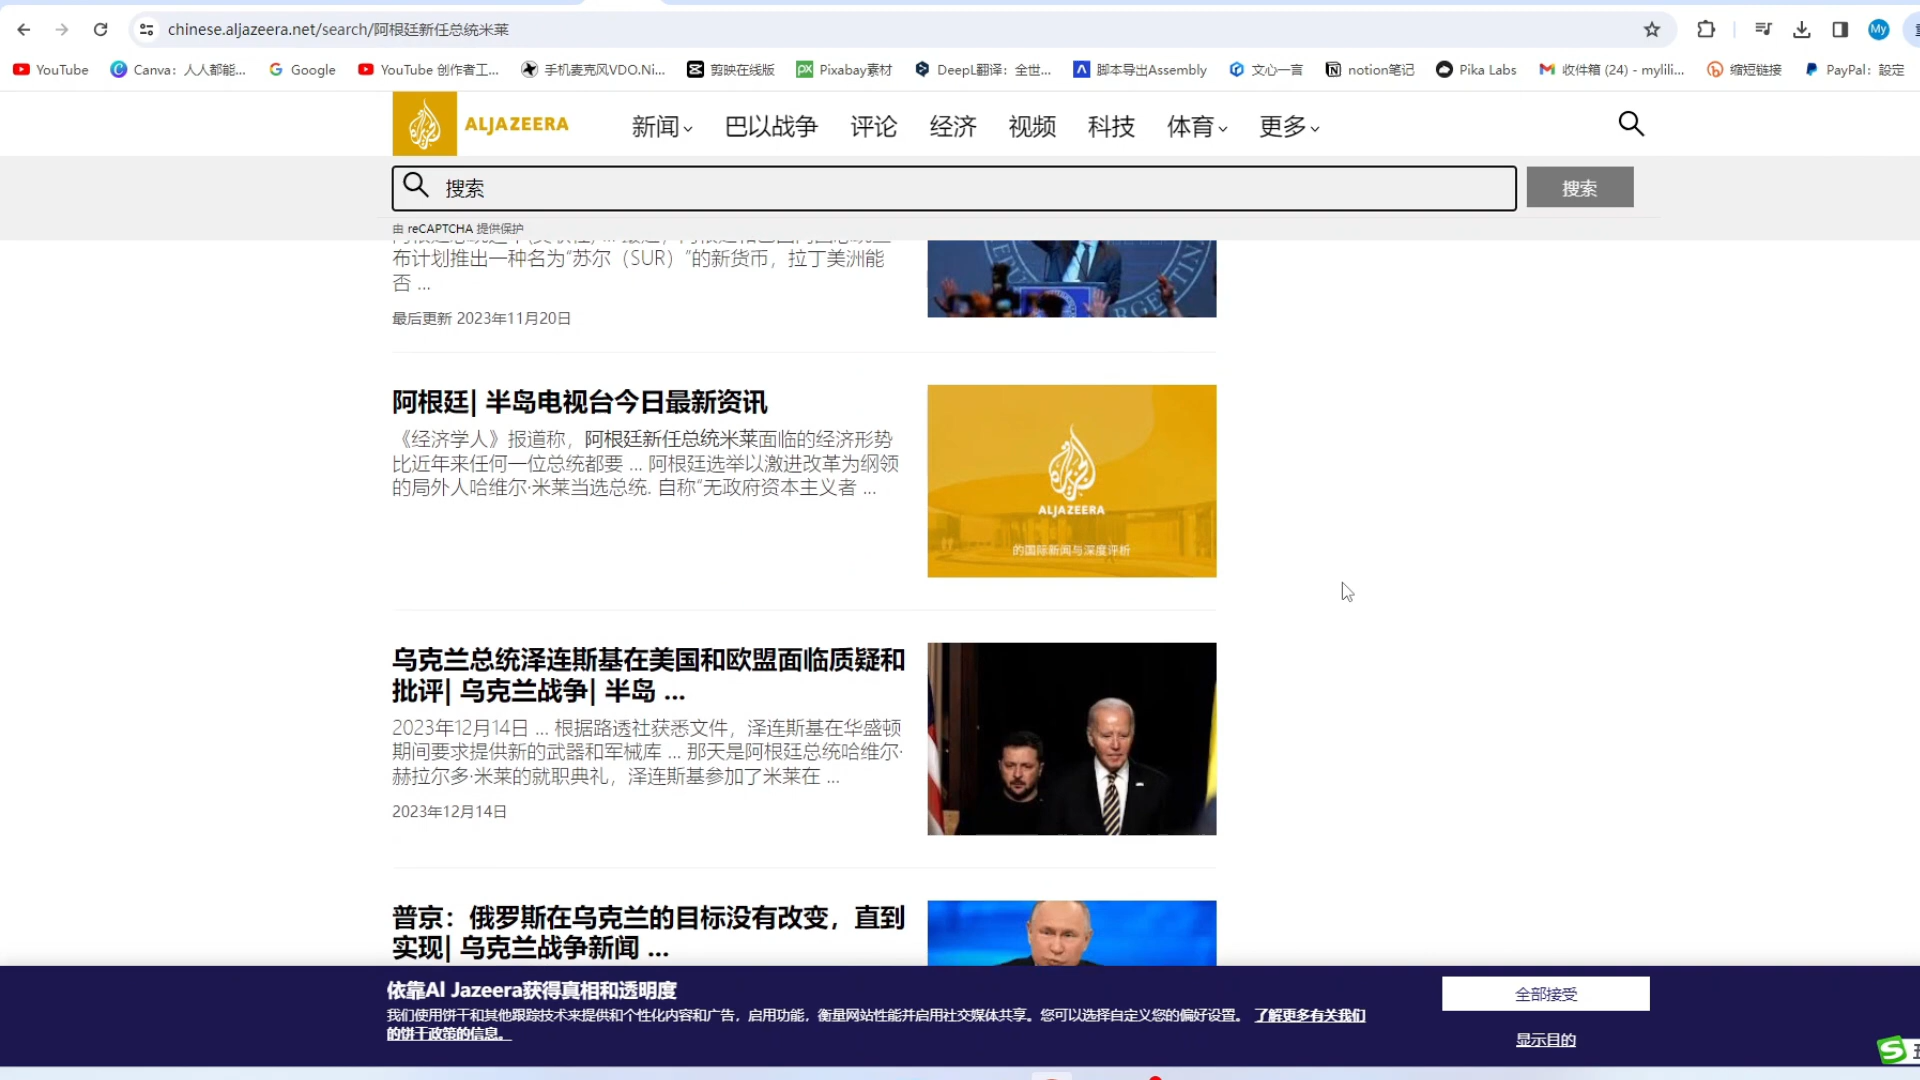 chinese.aljazeera.net/search/阿根廷新任总统米莱
My
YouTube
Canva：人人都能...
Google
YouTube 创作者工...
手机麦克风VDO.Ni...
剪映在线版
Pixabay素材
DeepL翻译：全世...
脚本导出Assembly
文心一言
notion笔记
Pika Labs
收件箱 (24) - mylili...
缩短链接
PayPal：設定
ALJAZEERA
新闻
巴以战争
评论
经济
视频
科技
体育
更多
搜索
搜索
由 reCAPTCHA 提供保护
布计划推出一种名为“苏尔（SUR）”的新货币，拉丁美洲能
否 ...
最后更新 2023年11月20日
阿根廷| 半岛电视台今日最新资讯
《经济学人》报道称，阿根廷新任总统米莱面临的经济形势
比近年来任何一位总统都要 ... 阿根廷选举以激进改革为纲领
的局外人哈维尔·米莱当选总统. 自称“无政府资本主义者 ...
ALJAZEERA
的国际新闻与深度评析
乌克兰总统泽连斯基在美国和欧盟面临质疑和
批评| 乌克兰战争| 半岛 ...
2023年12月14日 ... 根据路透社获悉文件，泽连斯基在华盛顿
期间要求提供新的武器和军械库 ... 那天是阿根廷总统哈维尔·
赫拉尔多·米莱的就职典礼，泽连斯基参加了米莱在 ...
2023年12月14日
普京：俄罗斯在乌克兰的目标没有改变，直到
实现| 乌克兰战争新闻 ...
依靠Al Jazeera获得真相和透明度
我们使用饼干和其他跟踪技术来提供和个性化内容和广告，启用功能，衡量网站性能并启用社交媒体共享。您可以选择自定义您的偏好设置。 了解更多有关我们
的饼干政策的信息。
全部接受
显示目的